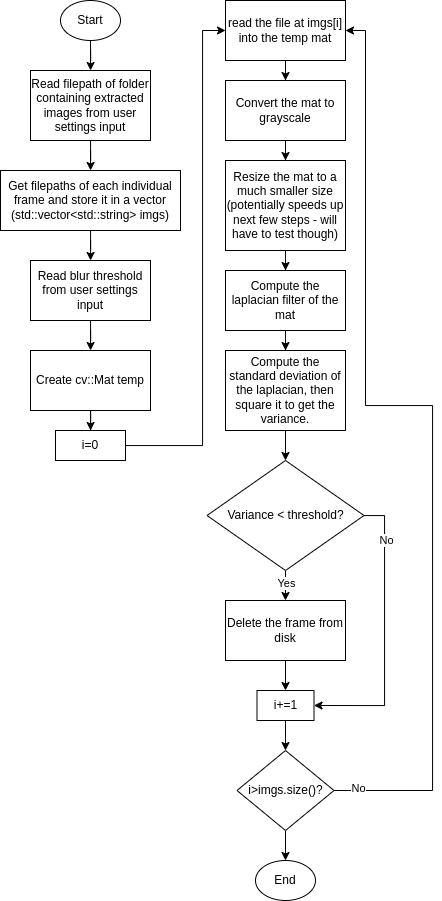 Start
Read filepath of folder
containing extracted
images from user
settings input
Get filepaths of each individual
frame and store it in a vector
(std::vector<std::string> imgs)
Read blur threshold
from user settings
input
Create cv::Mat temp
i=0
read the file at imgs[i]
into the temp mat
Convert the mat to
grayscale
Resize the mat to a
much smaller size
(potentially speeds up
next few steps - will
have to test though)
Compute the
laplacian filter of the
mat
Compute the
standard deviation of
the laplacian, then
square it to get the
variance.
Variance < threshold?
No
Yes
Delete the frame from
disk
i+=1
i>imgs.size()?
No
End